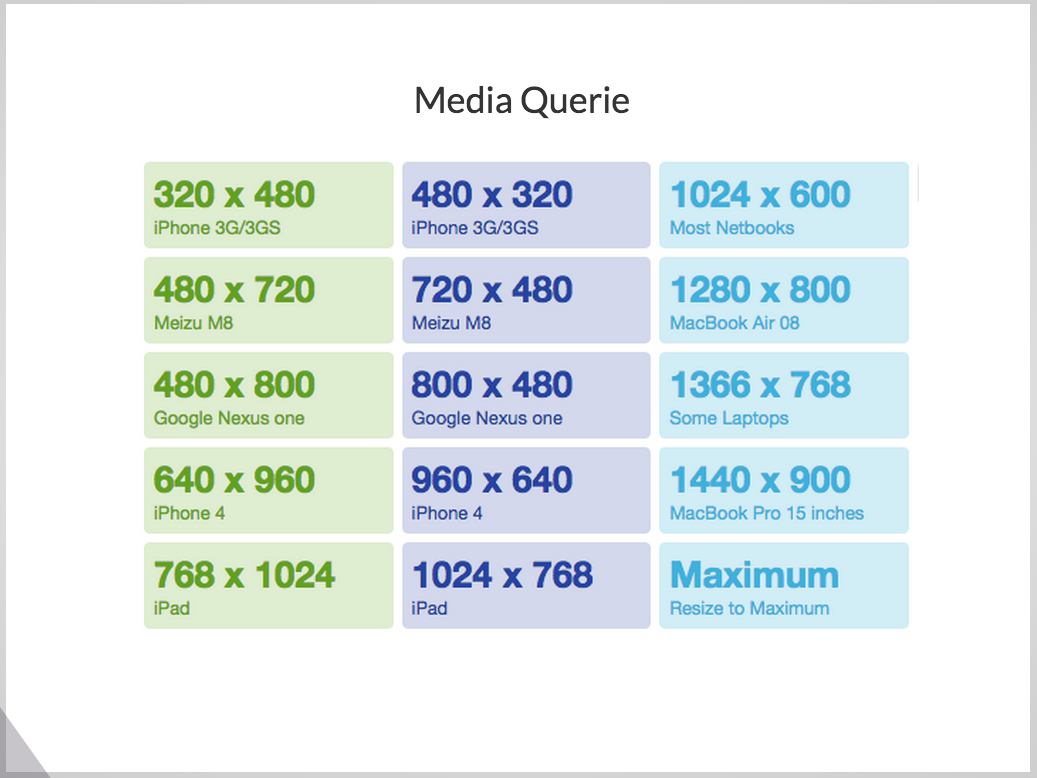 Media Querie
320 x 480
iPhone 3G/3GS
480 x 320
iPhone 3G/3GS
1024 x 600
Most Netbooks
480 x 720
Meizu M8
720 x 480
Meizu M8
1280 x 800
MacBook Air 08
480 x 800
Google Nexus one
800 x 480
Google Nexus one
1366 x 768
Some Laptops
640 x 960
iPhone 4
960 x 640
iPhone 4
1440 x 900
MacBook Pro 15 inches
768 x 1024
iPad
1024 x 768
iPad
Maximum
Resize to Maximum